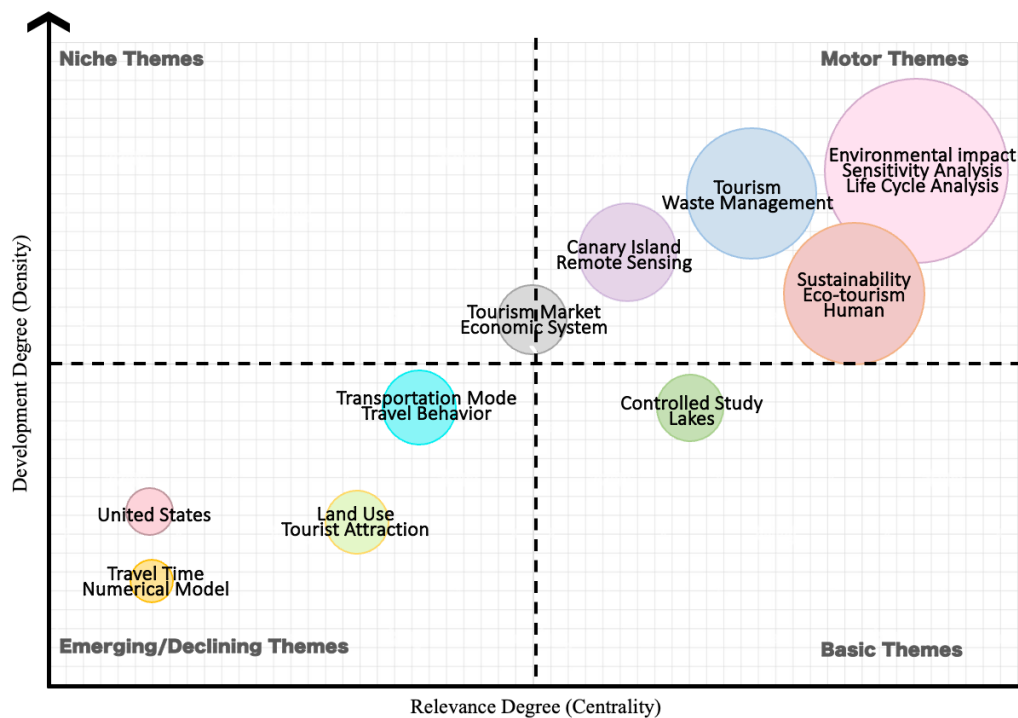 Niche Themes
Motor Themes
Environmental impact
Sensitivity Analysis
Life Cycle Analysis
Tourism
Waste Management
Canary Island
Remote Sensing
Sustainability
Eco-tourism
Human
Tourism Market
Economic System
Transportation Mode
Travel Behavior
Controlled Study
Lakes
United States
Land Use
Tourist Attraction
Travel Time
Numerical Model
Emerging/Declining Themes
Basic Themes
Development Degree (Density)
Relevance Degree (Centrality)